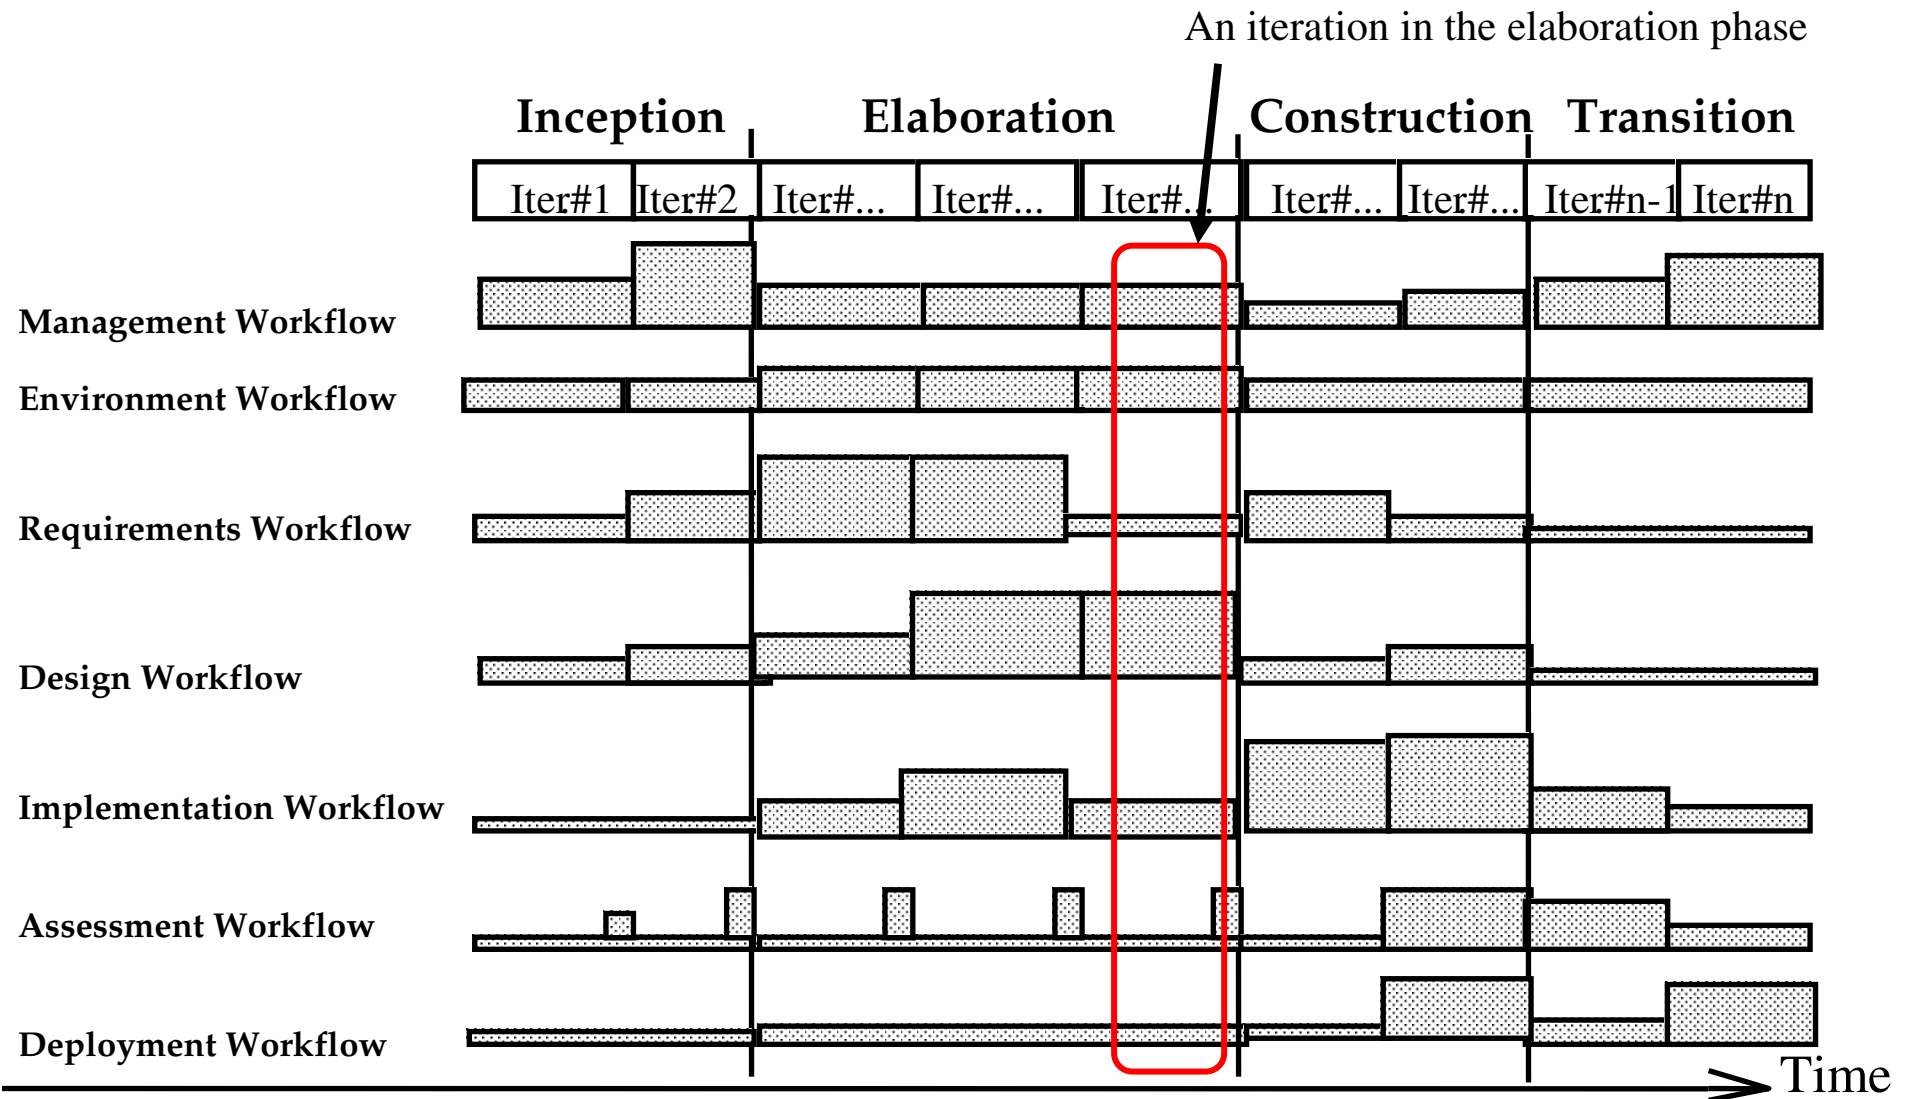 An iteration in the elaboration phase
Inception Elaboration Construction Transition
Iter#1 Iter#2 Iter#... Iter#... Iter#... Iter#... Iter#... Iter#n-1 Iter#n
Management Workflow
Environment Workflow
Requirements Workflow
Design Workflow
Implementation Workflow
Assessment Workflow
Deployment Workflow
Time